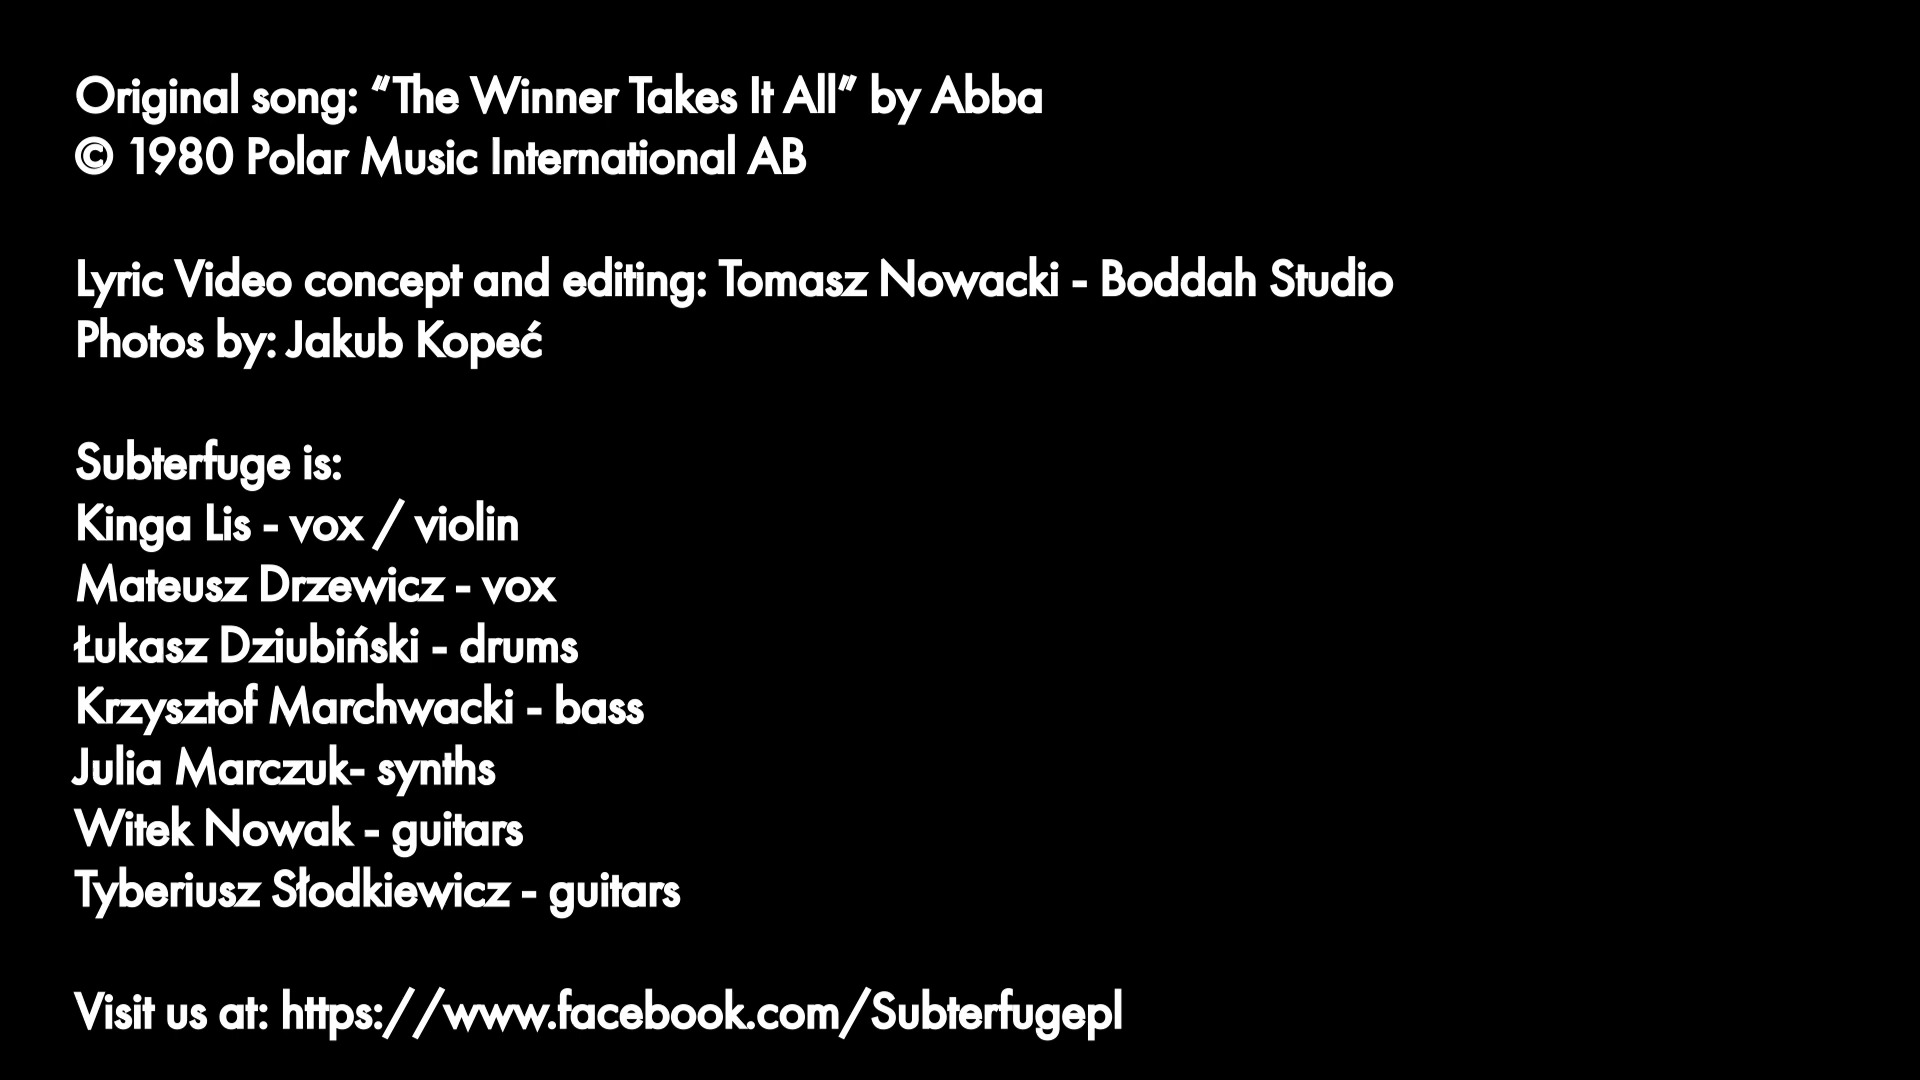 Original song: “The Winner Takes It All” by Abba
© 1980 Polar Music International AB
Lyric Video concept and editing: Tomasz Nowacki - Boddah Studio
Photos by: Jakub Kopeć
Subterfuge is:
Kinga Lis - vox / violin
Mateusz Drzewicz - vox
Łukasz Dziubiński - drums
Krzysztof Marchwacki - bass
Julia Marczuk- synths
Witek Nowak - guitars
Tyberiusz Słodkiewicz - guitars
Visit us at: https://www.facebook.com/Subterfugepl